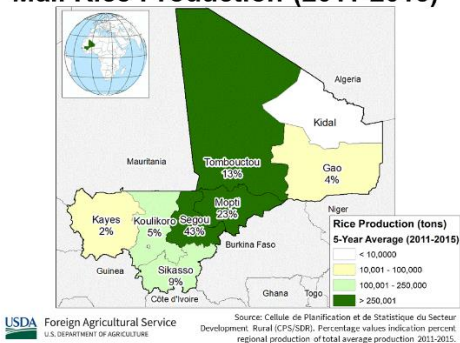 Mali Rice Production (2011-2015)
Algeria
Kidal
Mauritania
Tombouctou
13%
Gao
4%
Mopti
23%
Niger
Kayes
2%
Koulikoro
5%
Segou
43%
Burkina Faso
Sikasso
9%
Guinea
Côte d'Ivoire
Ghana
Togo
Rice Production (tons)
5-Year Average (2011-2015)
< 10,0000
10,001 - 100,000
100,001 - 250,000
> 250,001
USDA Foreign Agricultural Service
U.S. DEPARTMENT OF AGRICULTURE
Source: Cellule de Planification et de Statistique du Secteur
Development Rural (CPS/SDR). Percentage values indication percent
regional production of total average production 2011-2015.